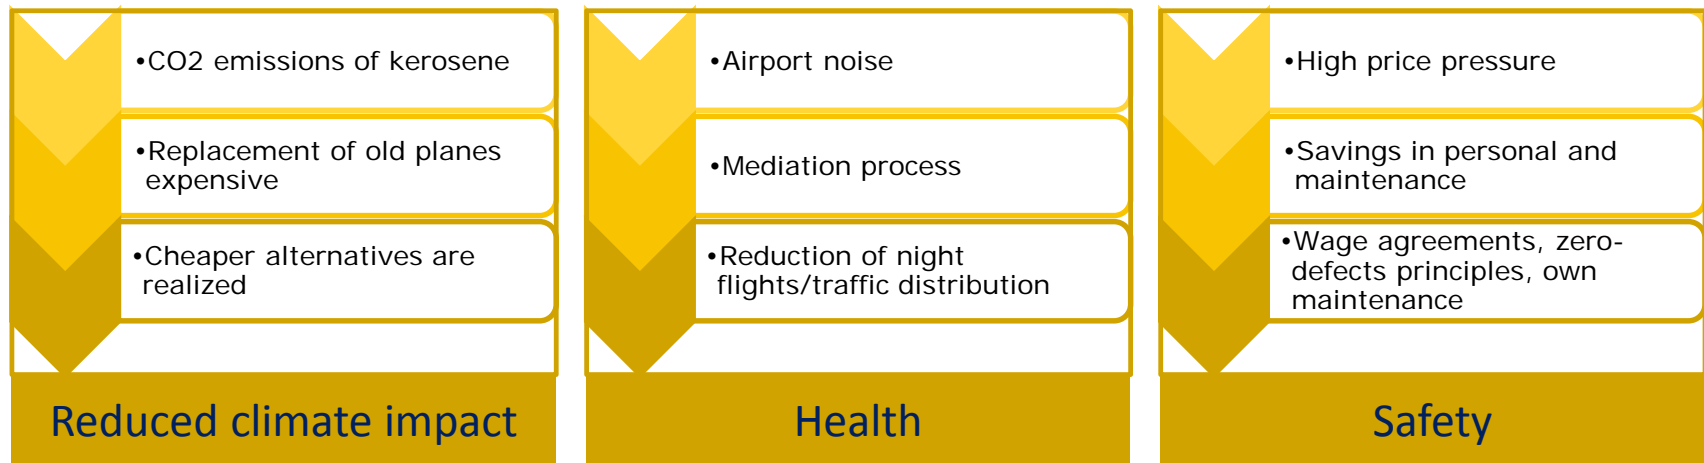 •CO2 emissions of kerosene
•Replacement of old planes
expensive
•Cheaper alternatives are
realized
Reduced climate impact
•Airport noise
•Mediation process
•Reduction of night
flights/traffic distribution
Health
•High price pressure
•Savings in personal and
maintenance
•Wage agreements, zero-
defects principles, own
maintenance
Safety